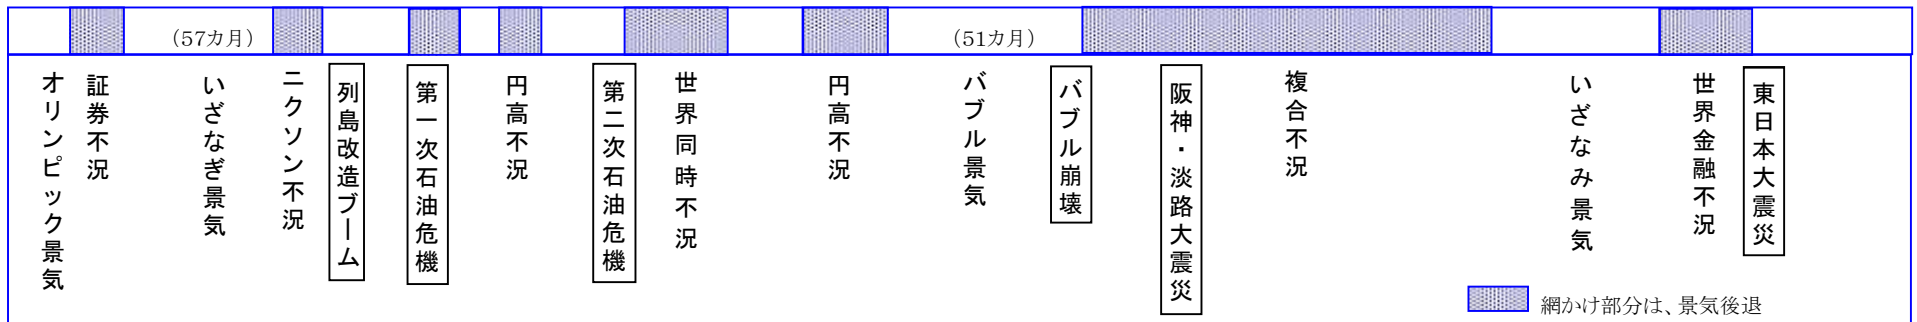 (57カ月)
(51カ月)
オリンピック景気
証券不況
いざなぎ景気
ニクソン不況
列島改造ブーム
第一次石油危機
円高不況
第二次石油危機
世界同時不況
円高不況
バブル景気
バブル崩壊
阪神・淡路大震災
複合不況
いざなみ景気
世界金融不況
東日本大震災
網かけ部分は、景気後退